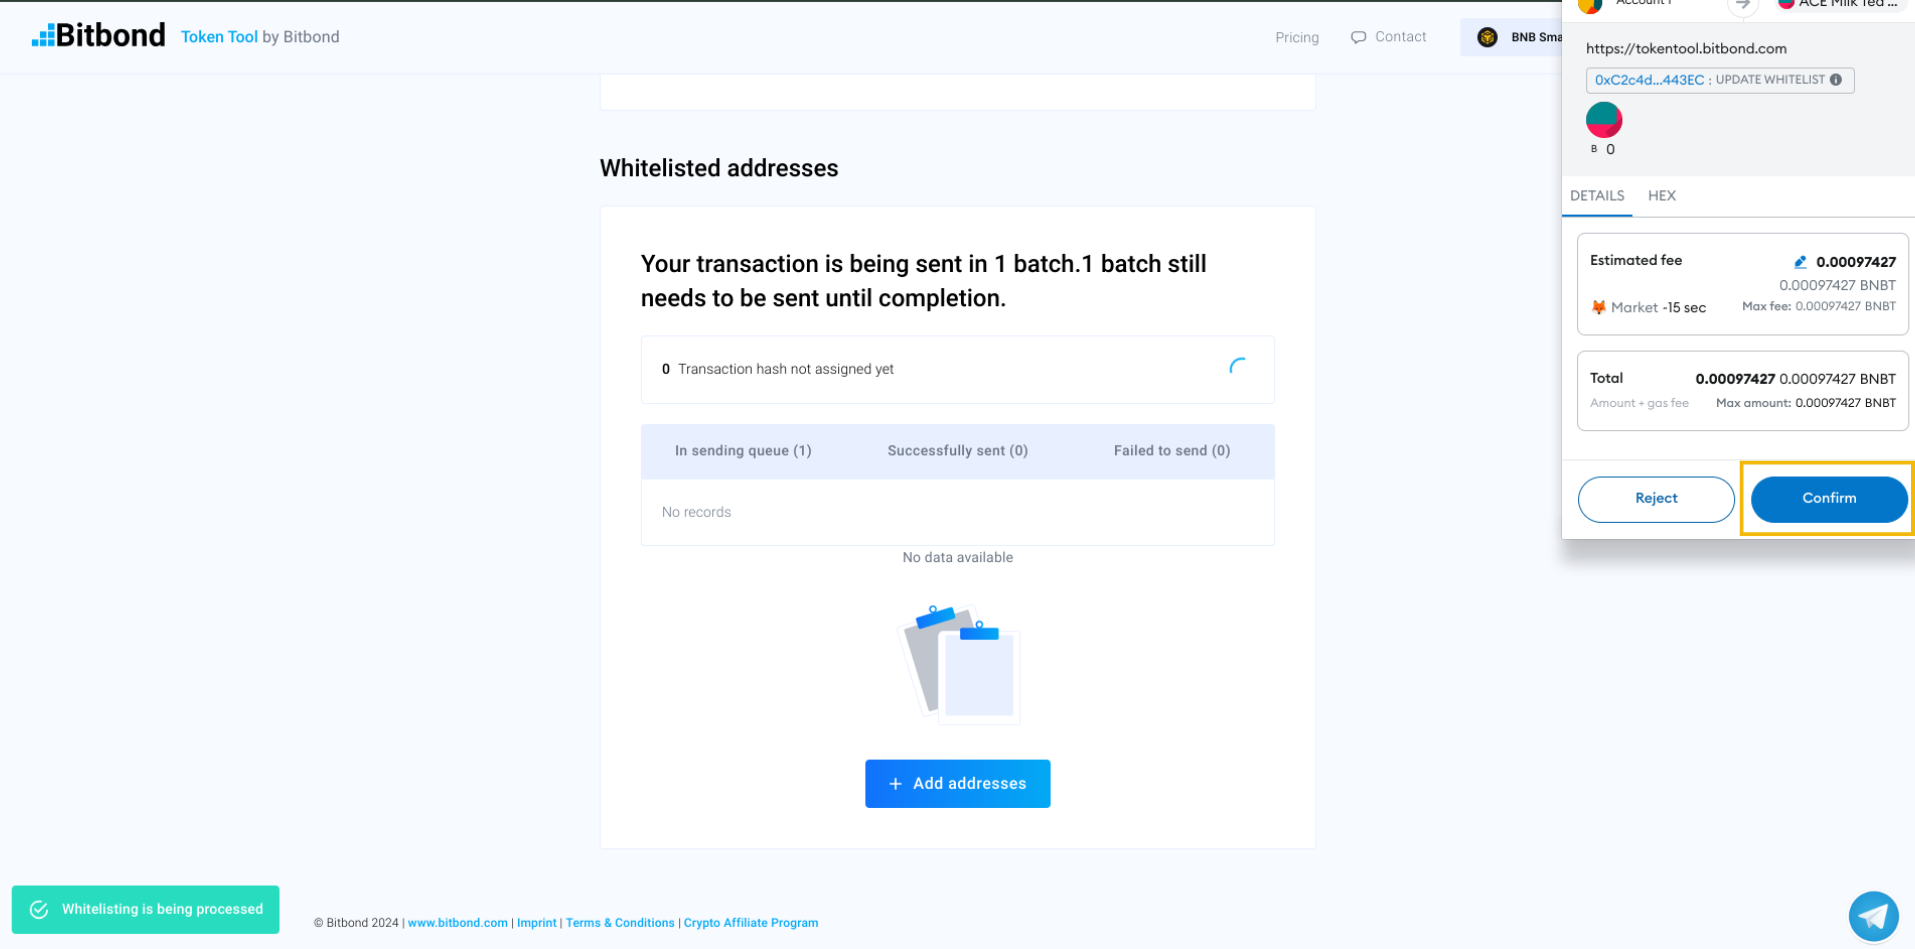 Bitbond Token Tool by Bitbond
Pricing
Contact
BNB Sma
Account 1
ACE Milk Tea ...
https://tokentool.bitbond.com
0xC2c4d...443EC : UPDATE WHITELIST
B 0
DETAILS HEX
Estimated fee 0.00097427
0.00097427 BNBT
Market ~15 sec Max fee: 0.00097427 BNBT
Total 0.00097427 0.00097427 BNBT
Amount + gas fee Max amount: 0.00097427 BNBT
Reject Confirm
Whitelisted addresses
Your transaction is being sent in 1 batch.1 batch still
needs to be sent until completion.
0 Transaction hash not assigned yet
In sending queue (1) Successfully sent (0) Failed to send (0)
No records
No data available
+ Add addresses
Whitelisting is being processed
© Bitbond 2024 | www.bitbond.com | Imprint | Terms & Conditions | Crypto Affiliate Program